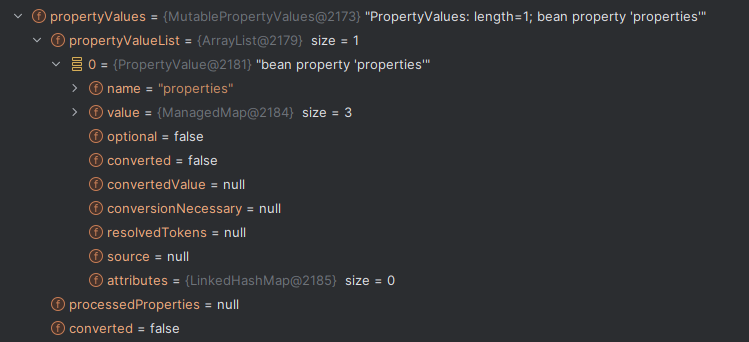 propertyValues = {MutablePropertyValues@2173} "PropertyValues: length=1; bean property 'properties'"
propertyValueList = {ArrayList@2179} size = 1
0 = {PropertyValue@2181} "bean property 'properties'"
f name = "properties"
f value = {ManagedMap@2184} size = 3
f optional = false
f converted = false
f convertedValue = null
f conversionNecessary = null
f resolvedTokens = null
f source = null
f attributes = {LinkedHashMap@2185} size = 0
f processedProperties = null
f converted = false